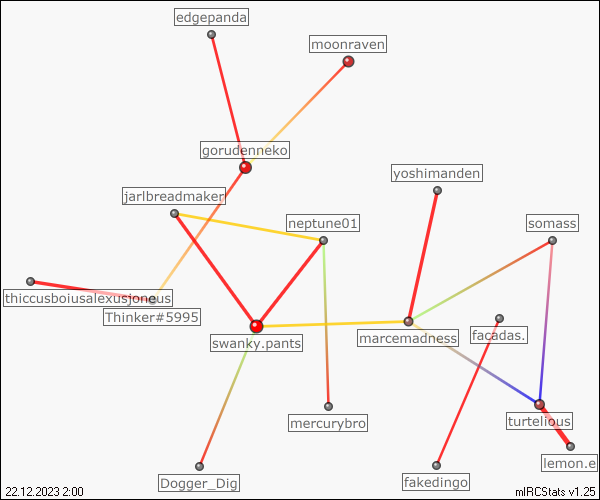 edgepanda
moonraven
gorudenneko
yoshimanden
jarlbreadmaker
neptune01
somass
thiccusboiusalexusjoneus
Thinker#5995
swanky.pants
marcemadness
façadas.
mercurybro
turtelious
lemon.e
Dogger_Dig
fakedingo
22.12.2023 2:00
mIRCStats v1.25